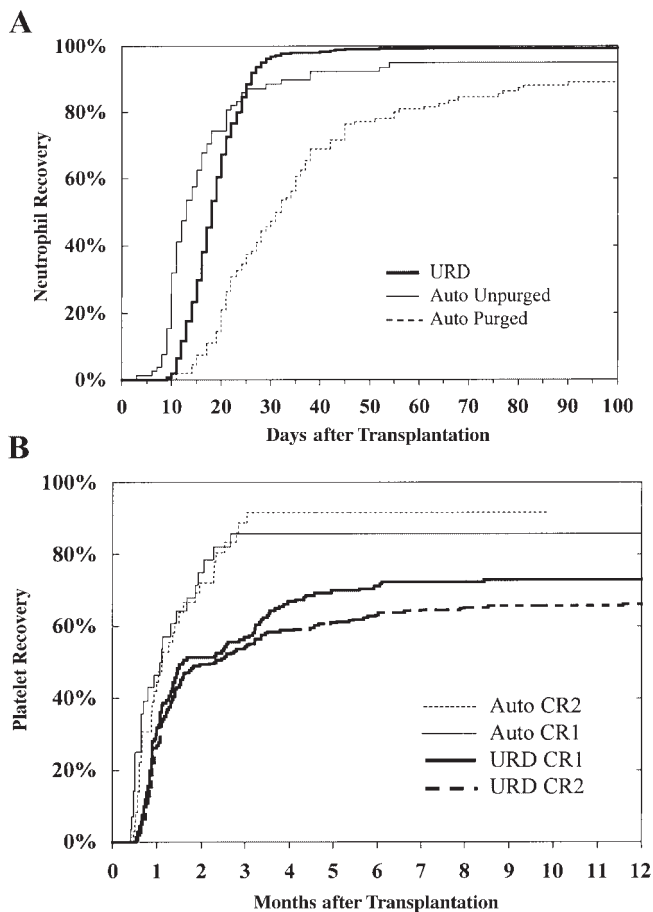 A
100%
80%
60%
40%
20%
0%
Neutrophil Recovery
URD
Auto Unpurged
Auto Purged
0 10 20 30 40 50 60 70 80 90 100
Days after Transplantation
B
100%
80%
60%
40%
20%
0%
Platelet Recovery
Auto CR2
Auto CR1
URD CR1
URD CR2
0 1 2 3 4 5 6 7 8 9 10 11 12
Months after Transplantation